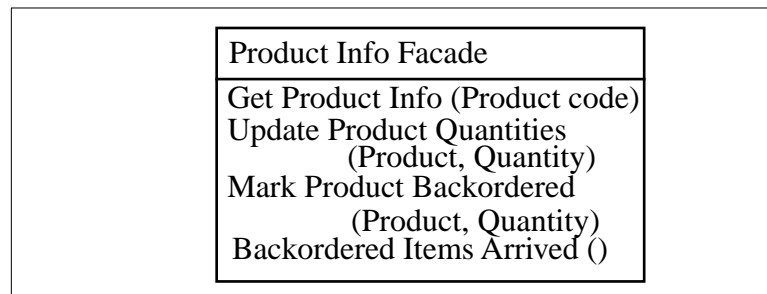 Product Info Facade
Get Product Info (Product code)
Update Product Quantities
(Product, Quantity)
Mark Product Backordered
(Product, Quantity)
Backordered Items Arrived ()